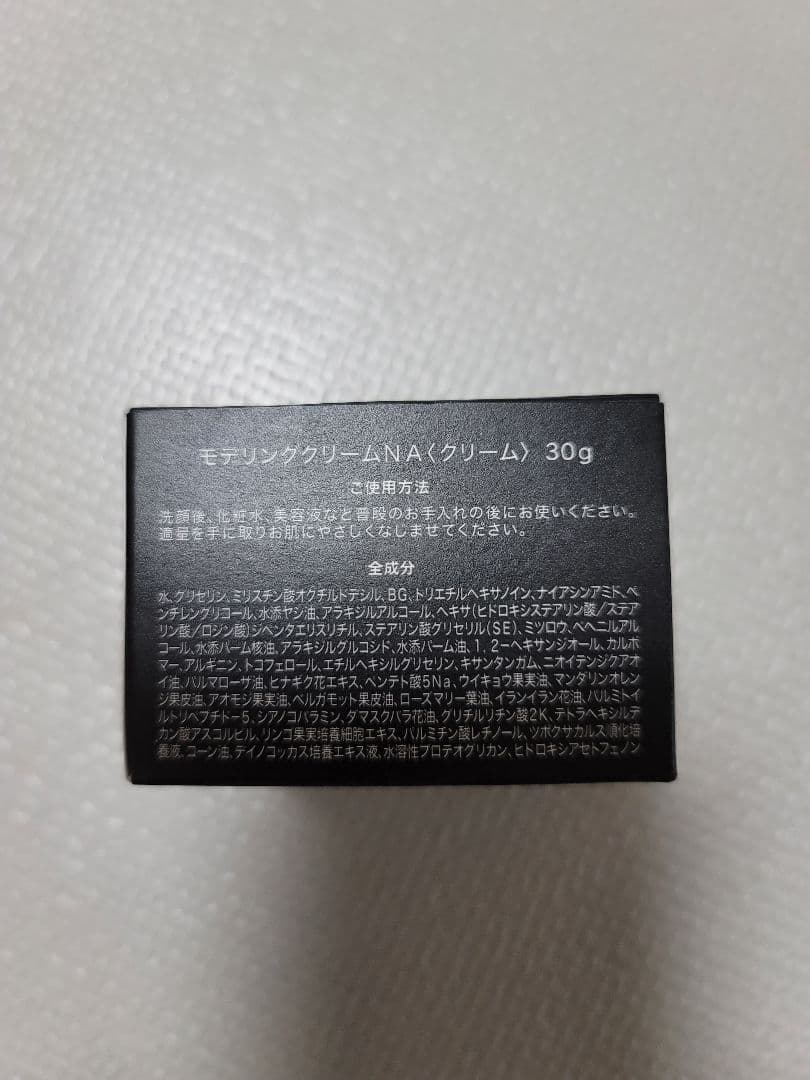 モデリングクリームNA〈クリーム〉 30g
ご使用方法
洗顔後、化粧水、美容液など普段のお手入れの後にお使いください。
適量を手に取りお肌にやさしくなじませてください。
全成分
水、グリセリン、ミリスチン酸オクチルドデシル、BG、トリエチルヘキサノイン、ナイアシンアミド、ペ
ンチレングリコール、水添ヤシ油、アラキジルアルコール、ヘキサ(ヒドロキシステアリン酸/ステア
リン酸/ロジン酸)ジペンタエリスリチル、ステアリン酸グリセリル(SE)、ミツロウ、ベヘニルアル
コール、水添パーム核油、アラキジルグルコシド、水添パーム油、1,2-ヘキサンジオール、カルボ
マー、アルギニン、トコフェロール、エチルヘキシルグリセリン、キサンタンガム、ニオイテンジクアオ
イ油、パルマローザ油、ヒナギク花エキス、ペンテト酸5Na、ウイキョウ果実油、マンダリンオレン
ジ果皮油、アオモジ果実油、ベルガモット果皮油、ローズマリー葉油、イランイラン花油、パルミトイ
ルトリペプチド-5、シアノコバラミン、ダマスクバラ花油、グリチルリチン酸2K、テトラヘキシルデ
カン酸アスコルビル、リンゴ果実培養細胞エキス、パルミチン酸レチノール、ツボクサカルス順化培
養液、コーン油、デイノコッカス培養エキス液、水溶性プロテオグリカン、ヒドロキシアセトフェノン